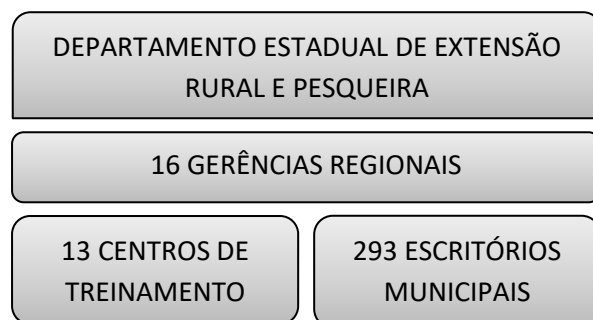 DEPARTAMENTO ESTADUAL DE EXTENSÃO
RURAL E PESQUEIRA
16 GERÊNCIAS REGIONAIS
13 CENTROS DE
TREINAMENTO
293 ESCRITÓRIOS
MUNICIPAIS